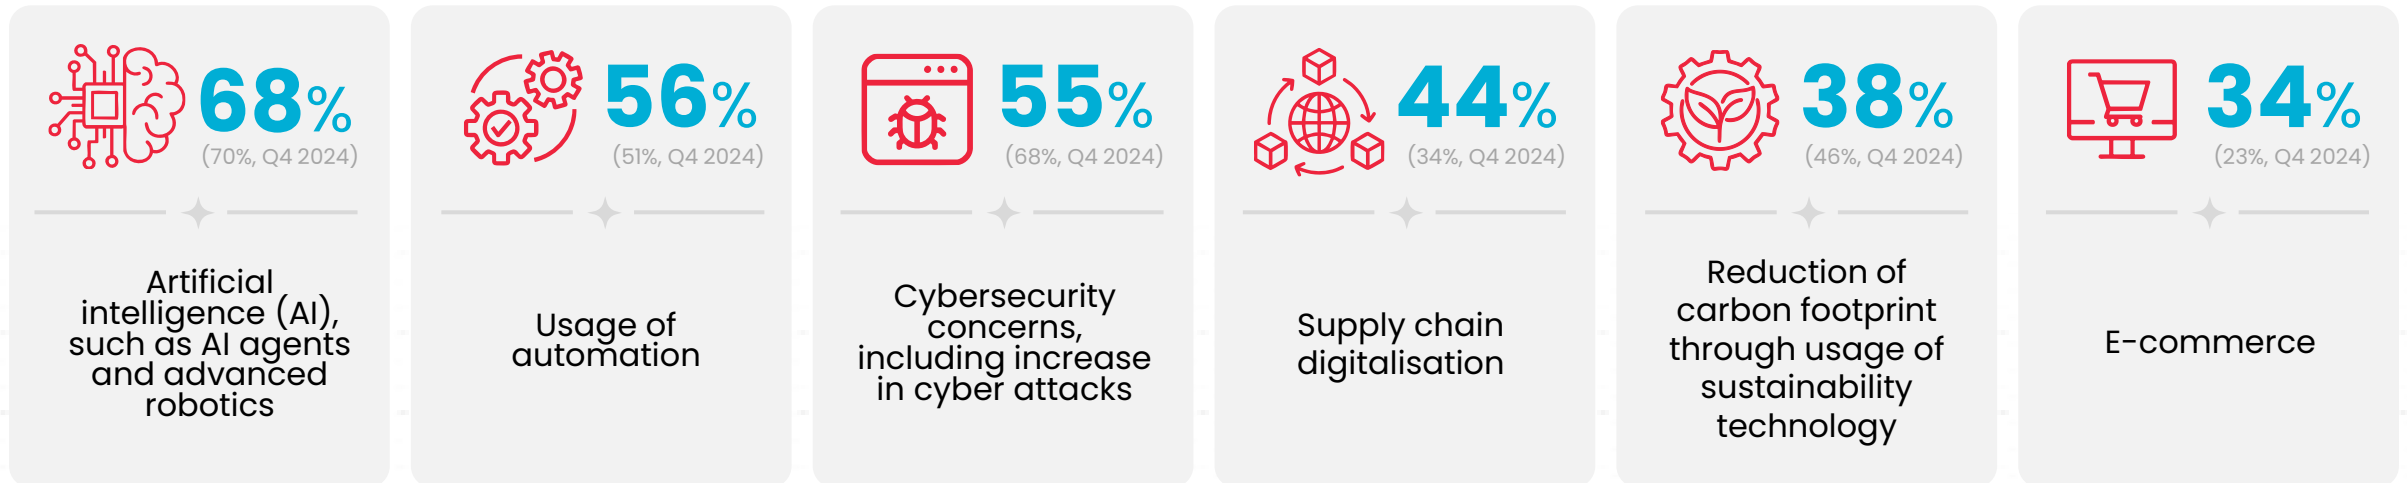 68%
(70%, Q4 2024)
Artificial
intelligence (AI),
such as AI agents
and advanced
robotics
56%
(51%, Q4 2024)
Usage of
automation
55%
(68%, Q4 2024)
Cybersecurity
concerns,
including increase
in cyber attacks
44%
(34%, Q4 2024)
Supply chain
digitalisation
38%
(46%, Q4 2024)
Reduction of
carbon footprint
through usage of
sustainability
technology
34%
(23%, Q4 2024)
E-commerce